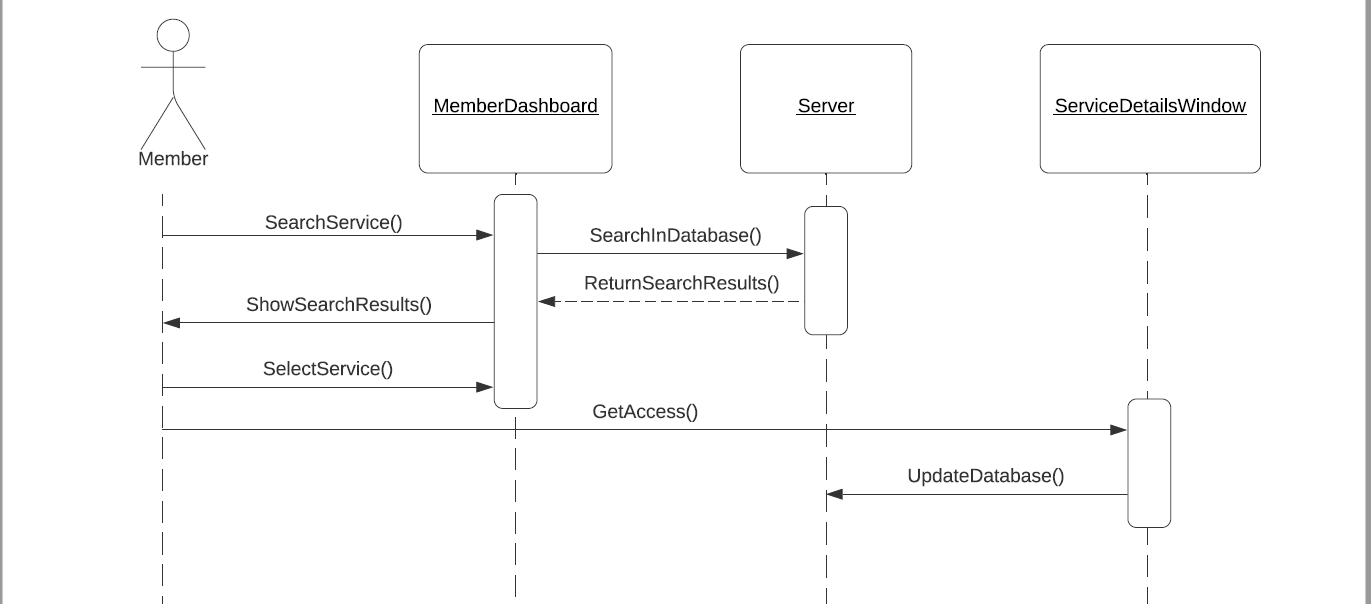 MemberDashboard
Server
ServiceDetailsWindow
Member
SearchService()
SearchInDatabase()
ReturnSearchResults()
ShowSearchResults()
SelectService()
GetAccess()
UpdateDatabase()